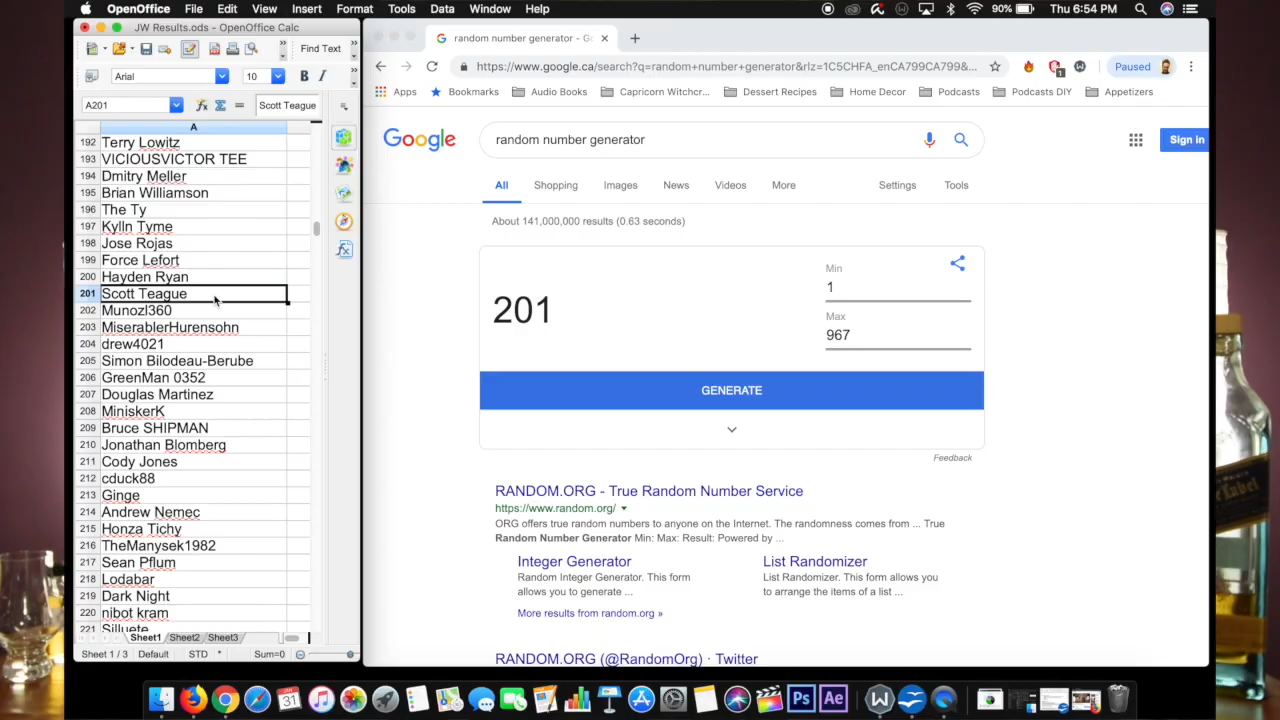 OpenOffice File Edit View Insert Format Tools Data Window Help 90% Thu 6:54 PM
JW Results.ods - OpenOffice Calc
Find Text
Arial 10 B I
A201 = Scott Teague
A
192 Terry Lowitz
193 VICIOUSVICTOR TEE
194 Dmitry Meller
195 Brian Williamson
196 The Ty
197 Kylln Tyme
198 Jose Rojas
199 Force Lefort
200 Hayden Ryan
201 Scott Teague
202 Munozl360
203 MiserablerHurensohn
204 drew4021
205 Simon Bilodeau-Berube
206 GreenMan 0352
207 Douglas Martinez
208 MiniskerK
209 Bruce SHIPMAN
210 Jonathan Blomberg
211 Cody Jones
212 cduck88
213 Ginge
214 Andrew Nemec
215 Honza Tichy
216 TheManysek1982
217 Sean Pflum
218 Lodabar
219 Dark Night
220 nibot kram
221 Silluete
Sheet1 Sheet2 Sheet3
Sheet 1 / 3 Default STD * Sum=0
random number generator - Go
https://www.google.ca/search?q=random+number+generator&rlz=1C5CHFA_enCA799CA799&... Paused
Apps Bookmarks Audio Books Capricorn Witchcr... Dessert Recipes Home Decor Podcasts Podcasts DIY Appetizers
Google random number generator Sign in
All Shopping Images News Videos More Settings Tools
About 141,000,000 results (0.63 seconds)
Min
1
201
Max
967
GENERATE
Feedback
RANDOM.ORG - True Random Number Service
https://www.random.org/
ORG offers true random numbers to anyone on the Internet. The randomness comes from ... True
Random Number Generator Min: Max: Result: Powered by ...
Integer Generator List Randomizer
Random Integer Generator. This form List Randomizer. This form allows you
allows you to generate ... to arrange the items of a list ...
More results from random.org »
RANDOM.ORG (@RandomOrg) · Twitter
31 Ps Ae